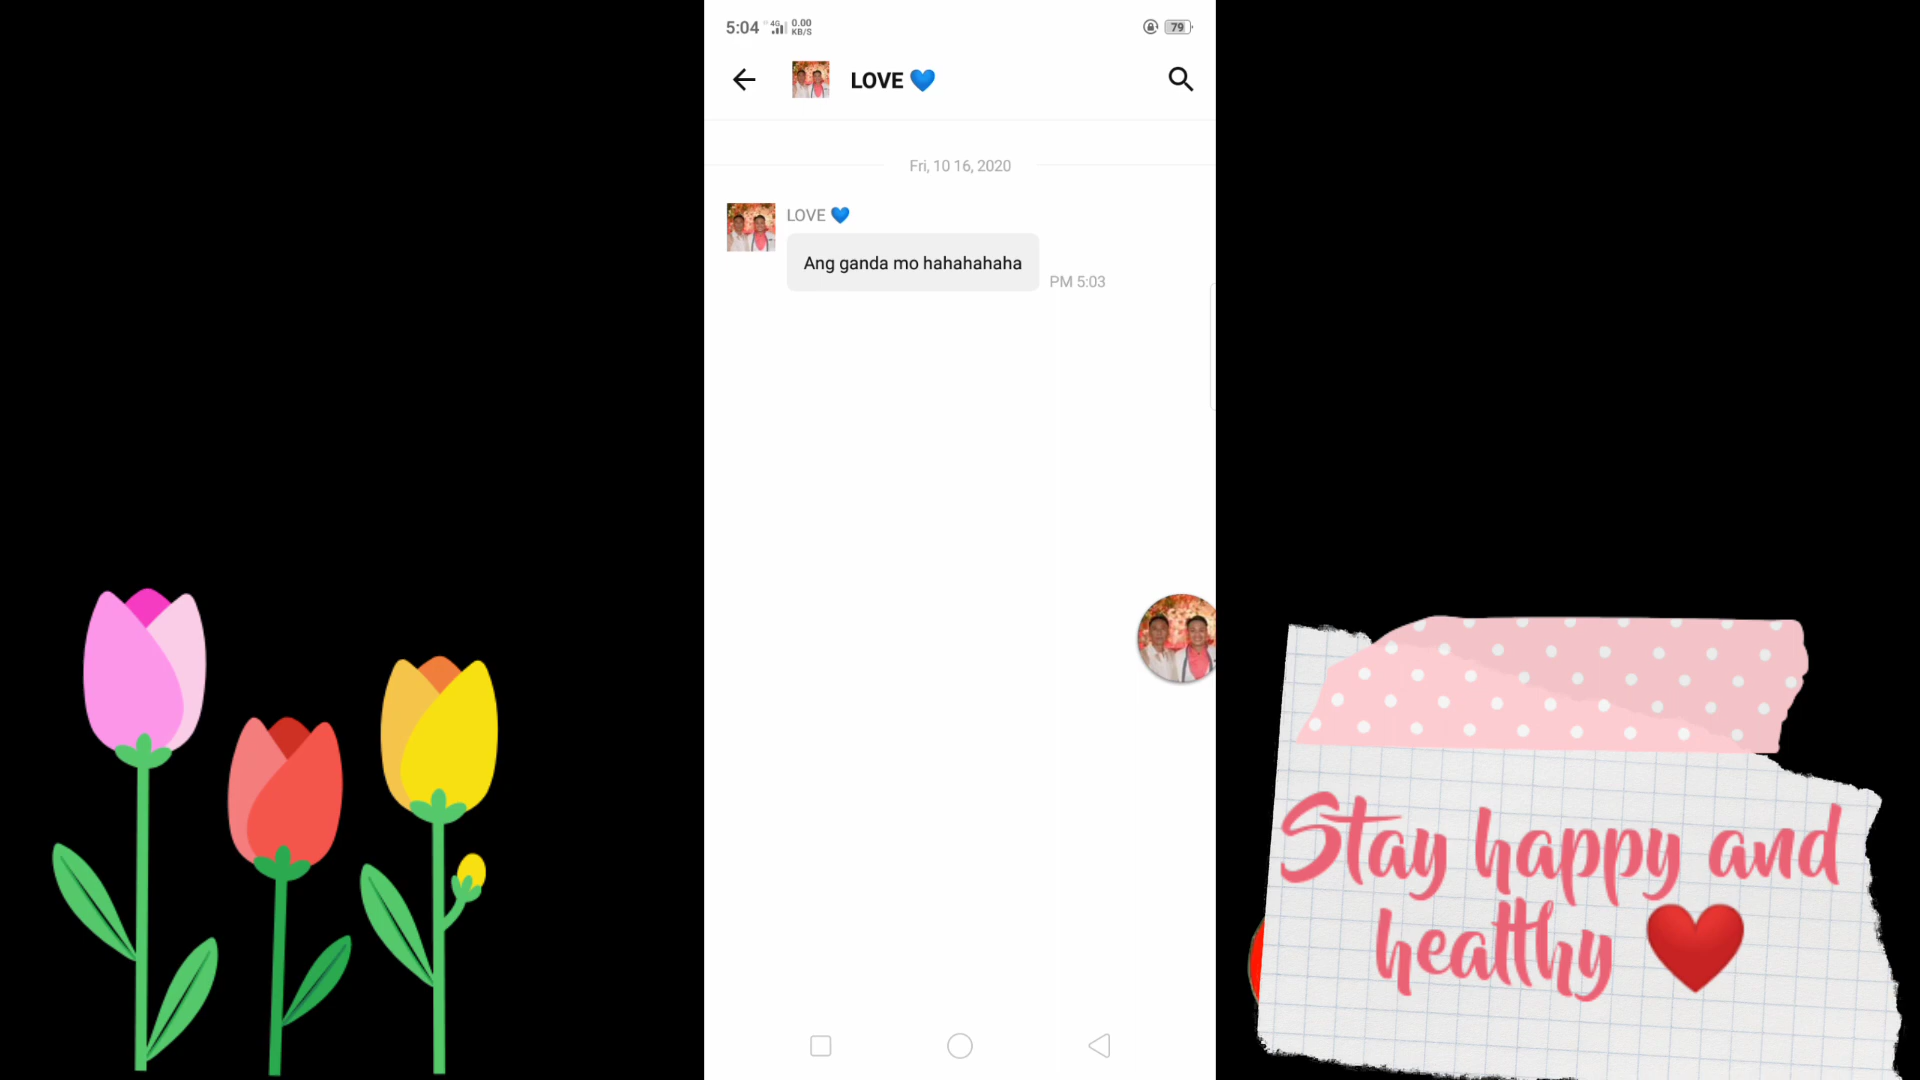 5:04 4G 0.00 KB/S 79
LOVE 💙
Fri, 10 16, 2020
LOVE 💙
Ang ganda mo hahahahaha
PM 5:03
Stay happy and
healthy ❤️